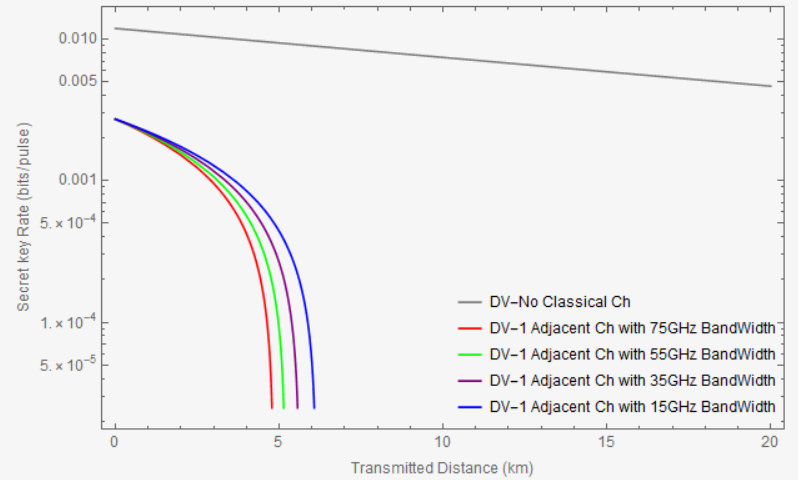 0.010
0.005
0.001
5. × 10⁻⁴
1. × 10⁻⁴
5. × 10⁻⁵
Secret Key Rate (bits/pulse)
DV-No Classical Ch
DV-1 Adjacent Ch with 75GHz BandWidth
DV-1 Adjacent Ch with 55GHz BandWidth
DV-1 Adjacent Ch with 35GHz BandWidth
DV-1 Adjacent Ch with 15GHz BandWidth
0 5 10 15 20
Transmitted Distance (km)